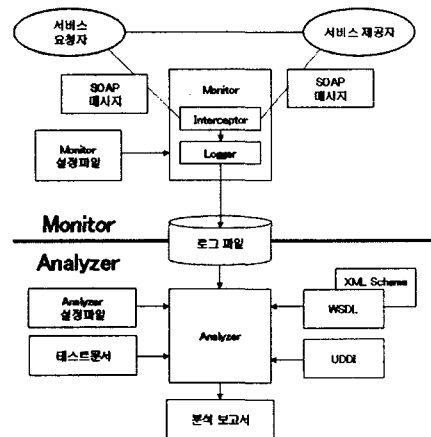 서비스
요청자
서비스 제공자
SOAP
메시지
Monitor
SOAP
메시지
Interceptor
Monitor
설정파일
Logger
Monitor
로그 파일
Analyzer
XML Schema
Analyzer
설정파일
Analyzer
WSDL
테스트문서
UDDI
분석 보고서